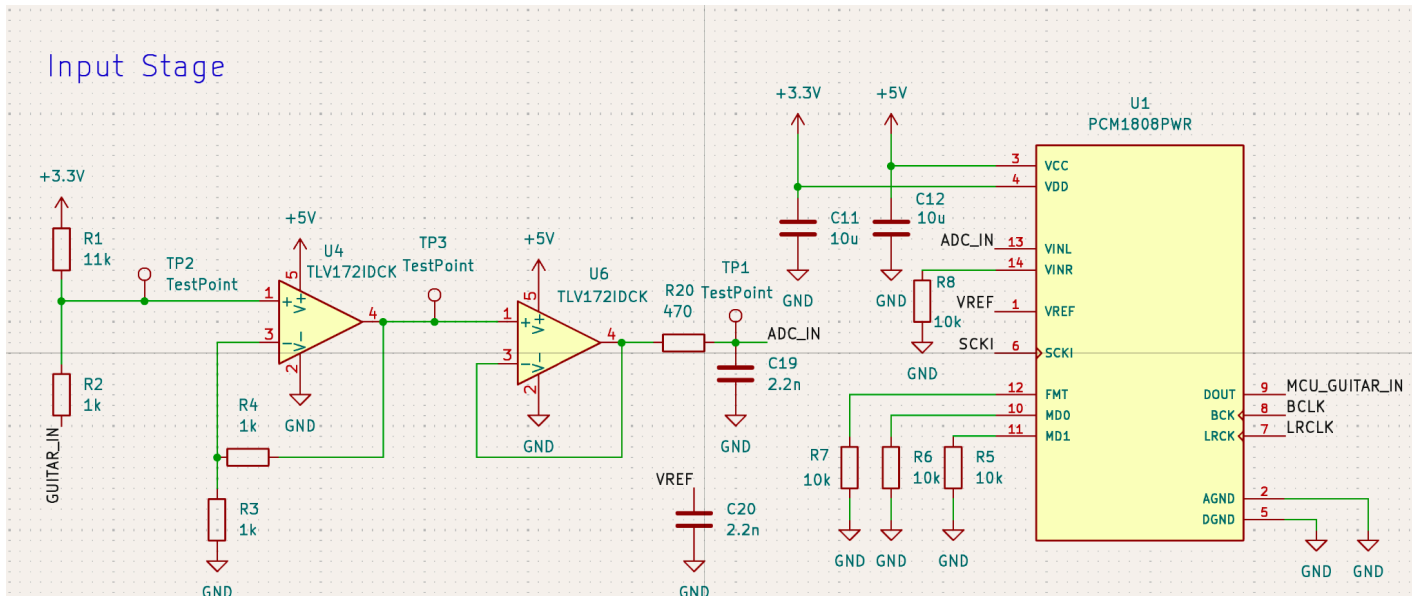 Input Stage
+3.3V
R1
11k
TP2
TestPoint
R2
1k
GUITAR_IN
+5V
U4
TLV172IDCK
1
3
5
2
4
+
-
V+
V-
R4
1k
R3
1k
GND
GND
TP3
TestPoint
+5V
U6
TLV172IDCK
1
3
5
2
4
+
-
V+
V-
GND
R20
470
TP1
TestPoint
ADC_IN
C19
2.2n
GND
VREF
C20
2.2n
GND
+3.3V
+5V
C11
10u
GND
C12
10u
GND
U1
PCM1808PWR
3 VCC
4 VDD
ADC_IN 13 VINL
14 VINR
R8
10k
GND
VREF 1 VREF
SCKI 6 SCKI
12 FMT
10 MD0
11 MD1
R7
10k
GND
R6
10k
GND
R5
10k
GND
DOUT 9 MCU_GUITAR_IN
BCK 8 BCLK
LRCK 7 LRCLK
AGND 2
DGND 5
GND
GND